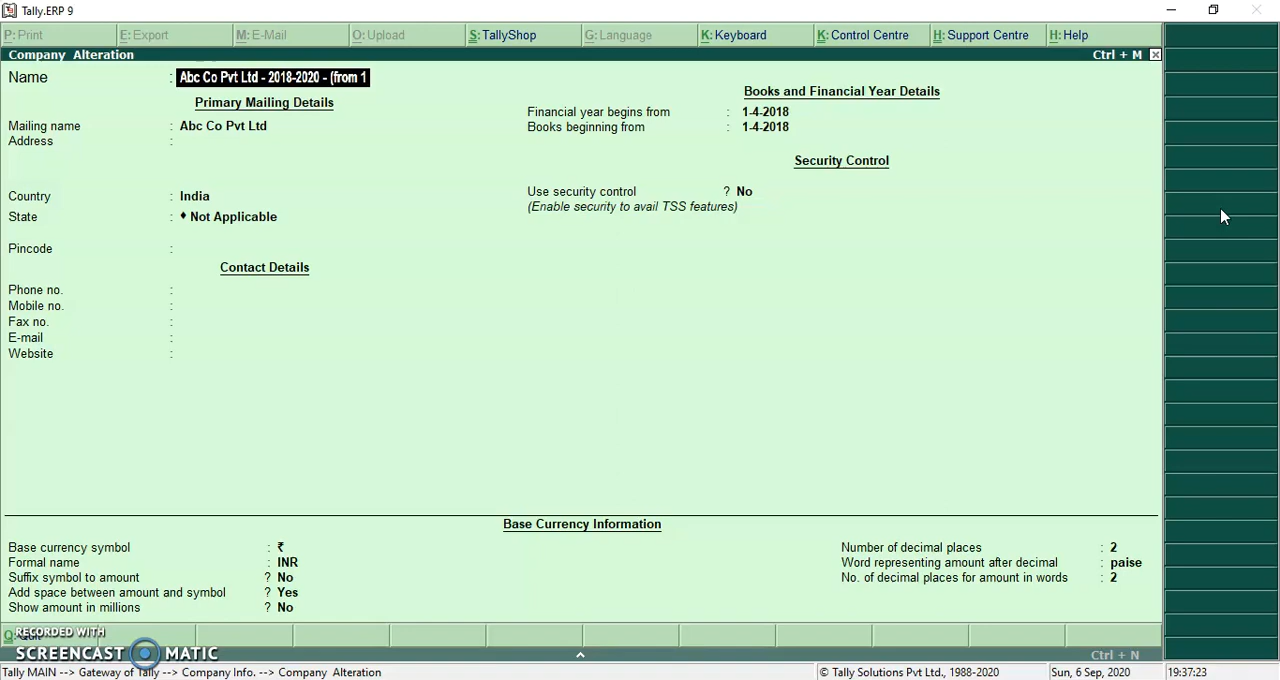 Tally.ERP 9
P: Print E: Export M: E-Mail O: Upload S: TallyShop G: Language K: Keyboard K: Control Centre H: Support Centre H: Help
Company Alteration Ctrl + M
Name : Abc Co Pvt Ltd - 2018-2020 - (from 1
Primary Mailing Details
Mailing name : Abc Co Pvt Ltd
Address :
Country : India
State : ♦ Not Applicable
Pincode :
Contact Details
Phone no. :
Mobile no. :
Fax no. :
E-mail :
Website :
Books and Financial Year Details
Financial year begins from : 1-4-2018
Books beginning from : 1-4-2018
Security Control
Use security control ? No
(Enable security to avail TSS features)
Base Currency Information
Base currency symbol : ₹
Formal name : INR
Suffix symbol to amount ? No
Add space between amount and symbol ? Yes
Show amount in millions ? No
Number of decimal places : 2
Word representing amount after decimal : paise
No. of decimal places for amount in words : 2
RECORDED WITH
SCREENCAST MATIC
Ctrl + N
Tally MAIN --> Gateway of Tally --> Company Info. --> Company Alteration © Tally Solutions Pvt Ltd., 1988-2020 Sun, 6 Sep, 2020 19:37:23